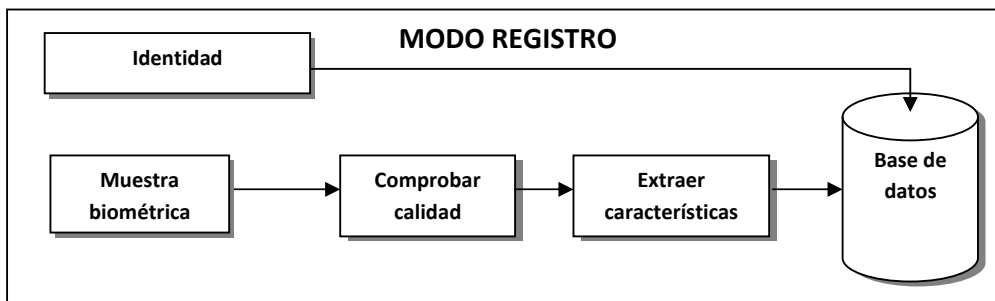 MODO REGISTRO
Identidad
Muestra
biométrica
Comprobar
calidad
Extraer
características
Base de
datos